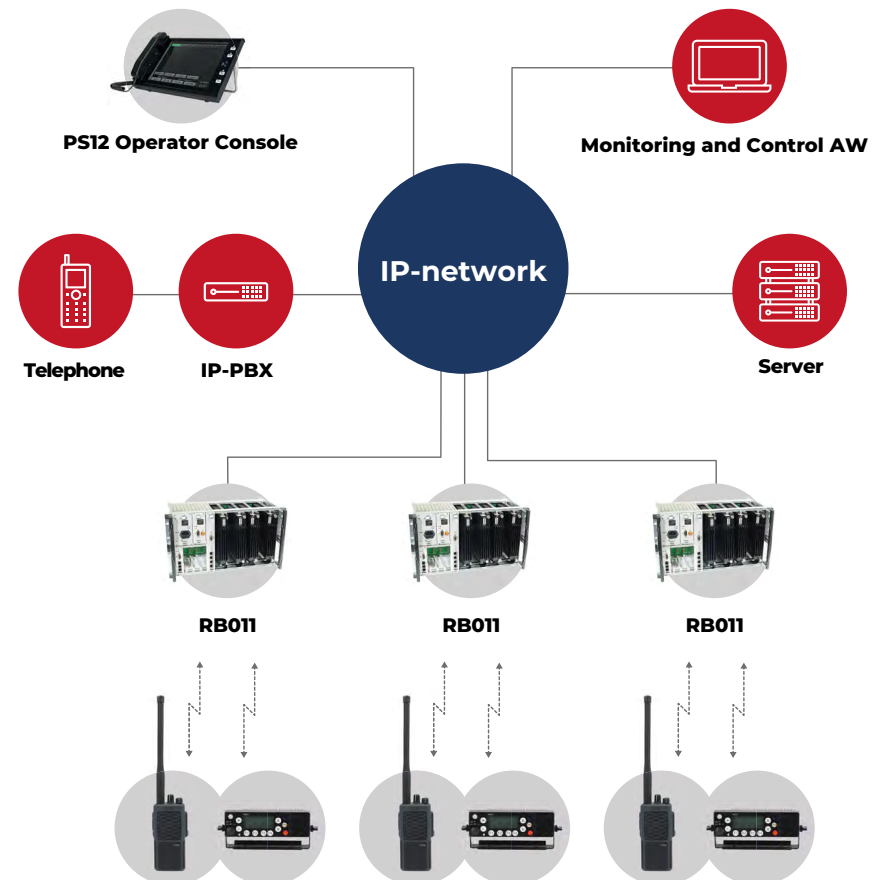 PS12 Operator Console
Monitoring and Control AW
IP-network
Telephone
IP-PBX
Server
RB011
RB011
RB011